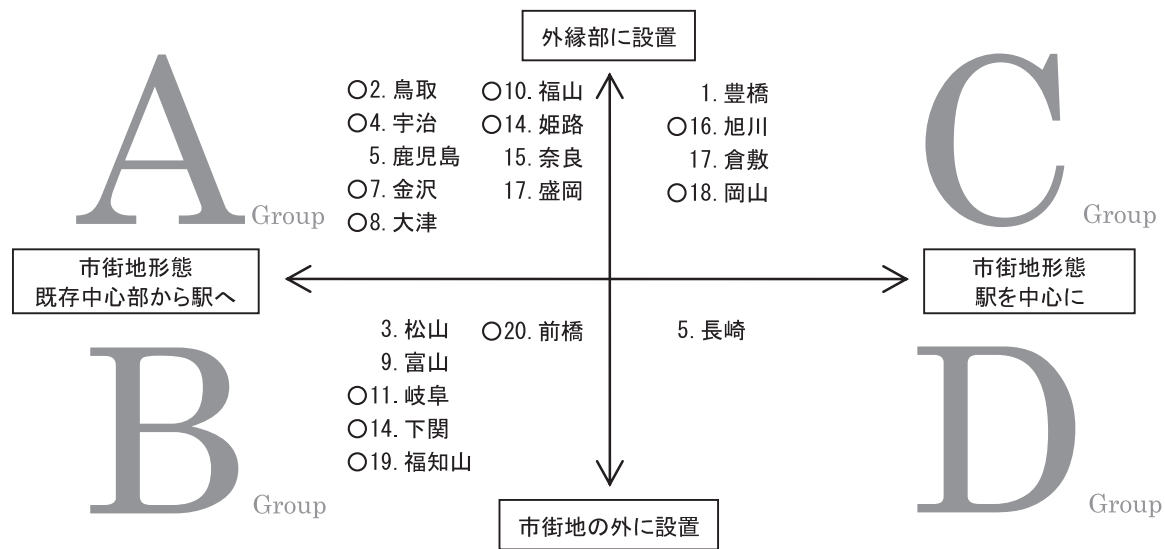 外縁部に設置
A
Group
○2. 鳥取
○4. 宇治
5. 鹿児島
○7. 金沢
○8. 大津
○10. 福山
○14. 姫路
15. 奈良
17. 盛岡
1. 豊橋
○16. 旭川
17. 倉敷
○18. 岡山
C
Group
市街地形態
既存中心部から駅へ
市街地形態
駅を中心に
B
Group
3. 松山
9. 富山
○11. 岐阜
○14. 下関
○19. 福知山
○20. 前橋
5. 長崎
D
Group
市街地の外に設置